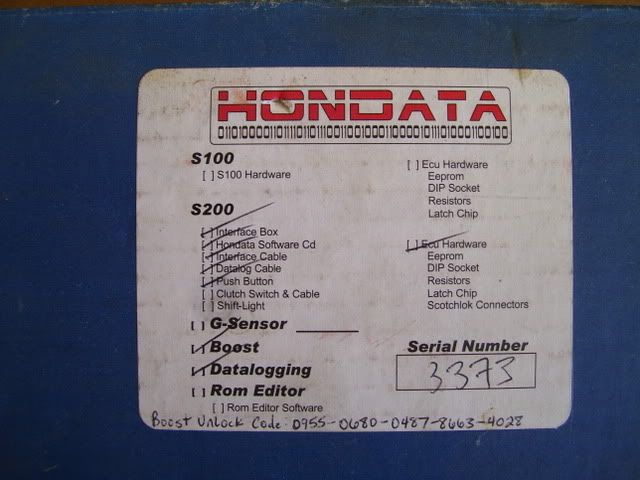 HONDATA
S100
[ ] S100 Hardware
[ ] Ecu Hardware
Eeprom
DIP Socket
Resistors
Latch Chip
S200
[ ] Interface Box
[ ] Hondata Software Cd
[ ] Interface Cable
[ ] Datalog Cable
[ ] Push Button
[ ] Clutch Switch & Cable
[ ] Shift-Light
[ ] Ecu Hardware
Eeprom
DIP Socket
Resistors
Latch Chip
Scotchlok Connectors
[ ] G-Sensor
[ ] Boost
[ ] Datalogging
[ ] Rom Editor
[ ] Rom Editor Software
Serial Number
3373
Boost Unlock Code: 0955-0680-0487-8663-4028